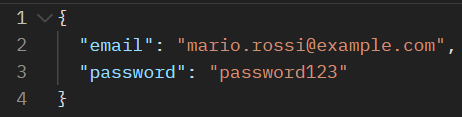 1 {
2 "email": "mario.rossi@example.com",
3 "password": "password123"
4 }